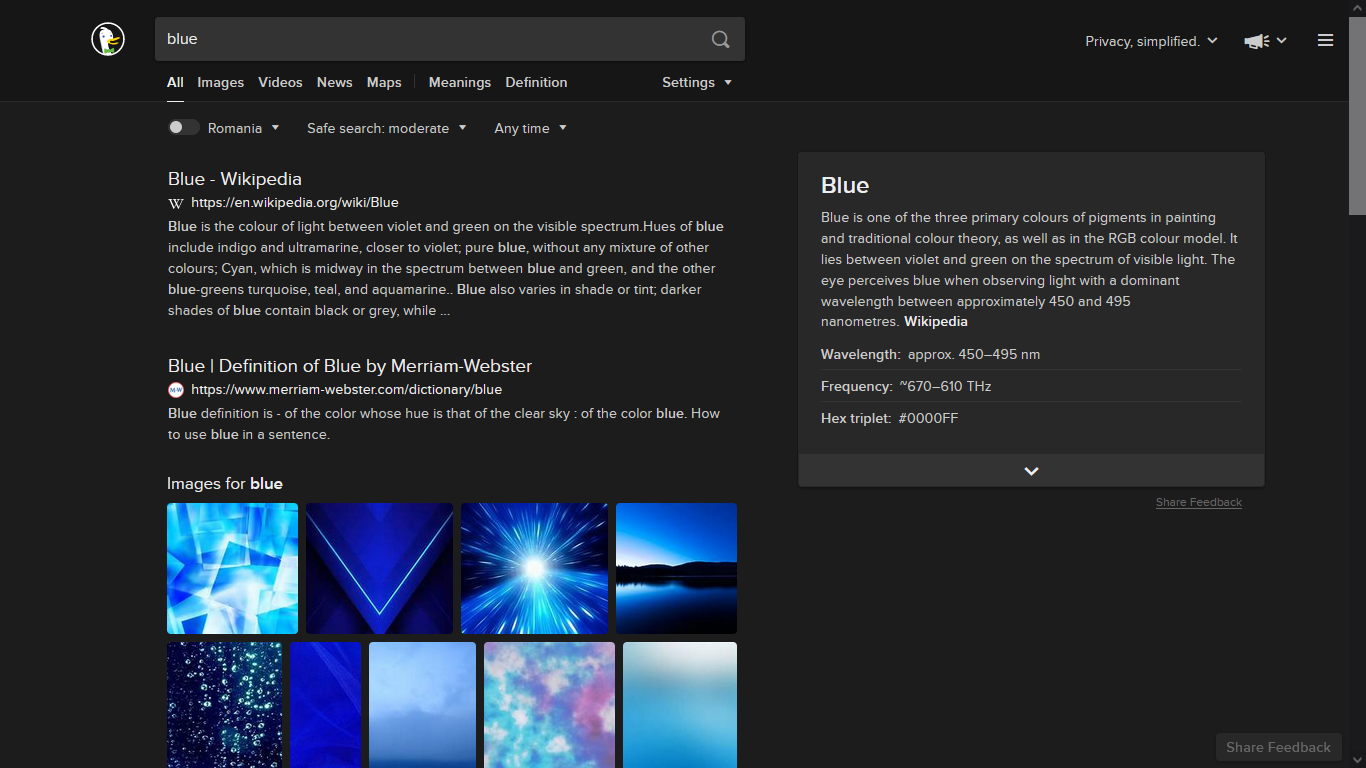 blue
Privacy, simplified.
All Images Videos News Maps Meanings Definition Settings
Romania Safe search: moderate Any time
Blue - Wikipedia
W https://en.wikipedia.org/wiki/Blue
Blue is the colour of light between violet and green on the visible spectrum.Hues of blue
include indigo and ultramarine, closer to violet; pure blue, without any mixture of other
colours; Cyan, which is midway in the spectrum between blue and green, and the other
blue-greens turquoise, teal, and aquamarine.. Blue also varies in shade or tint; darker
shades of blue contain black or grey, while ...
Blue | Definition of Blue by Merriam-Webster
M-W https://www.merriam-webster.com/dictionary/blue
Blue definition is - of the color whose hue is that of the clear sky : of the color blue. How
to use blue in a sentence.
Images for blue
Blue
Blue is one of the three primary colours of pigments in painting
and traditional colour theory, as well as in the RGB colour model. It
lies between violet and green on the spectrum of visible light. The
eye perceives blue when observing light with a dominant
wavelength between approximately 450 and 495
nanometres. Wikipedia
Wavelength: approx. 450–495 nm
Frequency: ~670–610 THz
Hex triplet: #0000FF
Share Feedback
Share Feedback